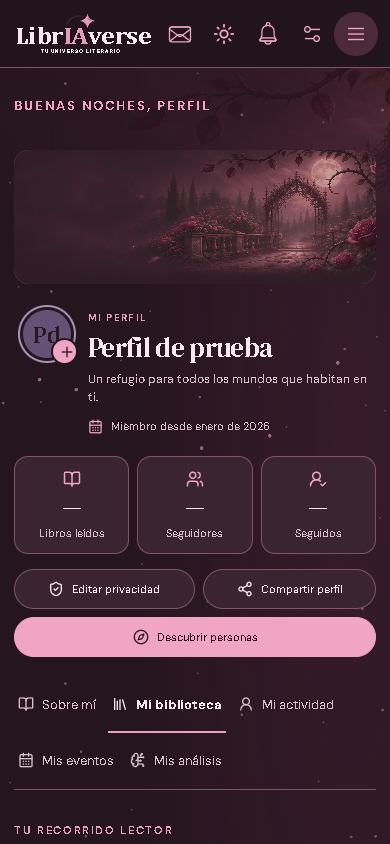 LibrIAverse
TU UNIVERSO LITERARIO
BUENAS NOCHES, PERFIL
Pd
MI PERFIL
Perfil de prueba
Un refugio para todos los mundos que habitan en
ti.
Miembro desde enero de 2026
— — —
Libros leídos Seguidores Seguidos
Editar privacidad Compartir perfil
Descubrir personas
Sobre mí Mi biblioteca Mi actividad
Mis eventos Mis análisis
TU RECORRIDO LECTOR